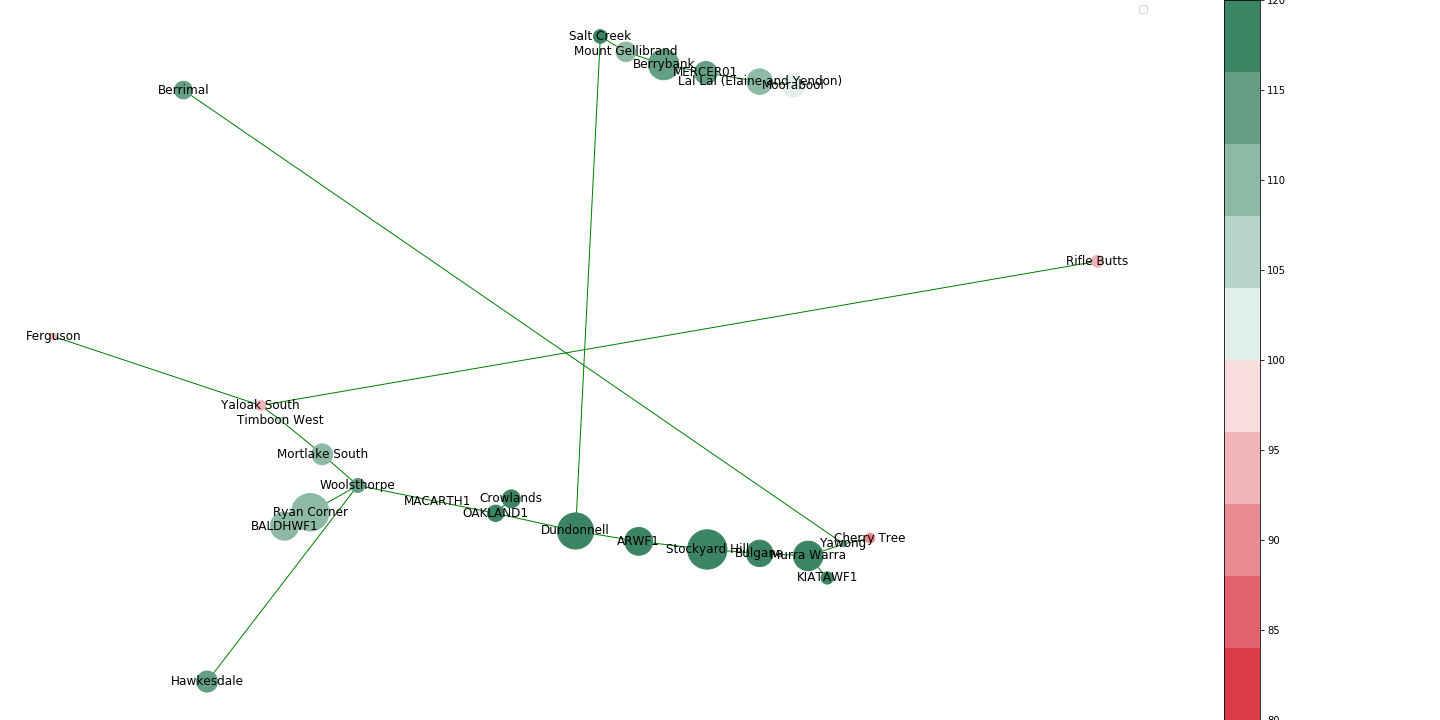 120
Salt Creek
Mount Gellibrand
Berrybank
MERCER01
Lal Lal (Elaine and Yendon)
Moorabool
Berrimal
115
110
Rifle Butts
105
Ferguson
100
Yaloak South
Timboon West
95
Mortlake South
Woolsthorpe
MACARTH1
Crowlands
Ryan Corner
OAKLAND1
BALDHWF1
Dundonnell
ARWF1
Stockyard Hill
Bulgana
Murra Warra
Yawong
Cherry Tree
90
KIATAWF1
85
Hawkesdale
80